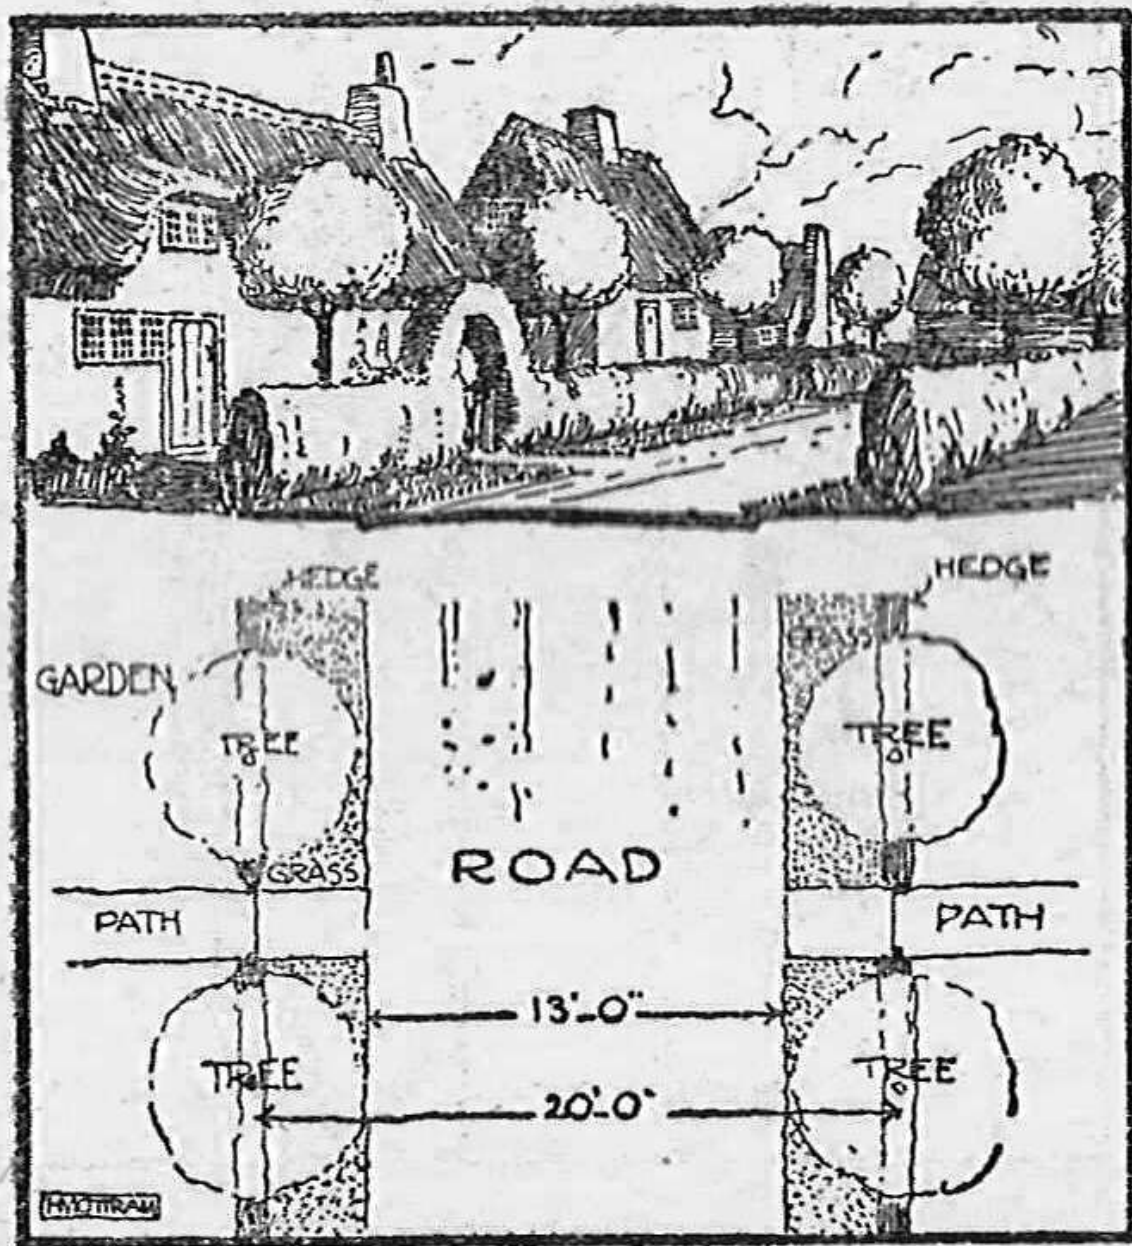 HEDGE
HEDGE
GRASS
GARDEN
TREE
TREE
GRASS
ROAD
PATH
PATH
13'-0"
TREE
TREE
20'-0"